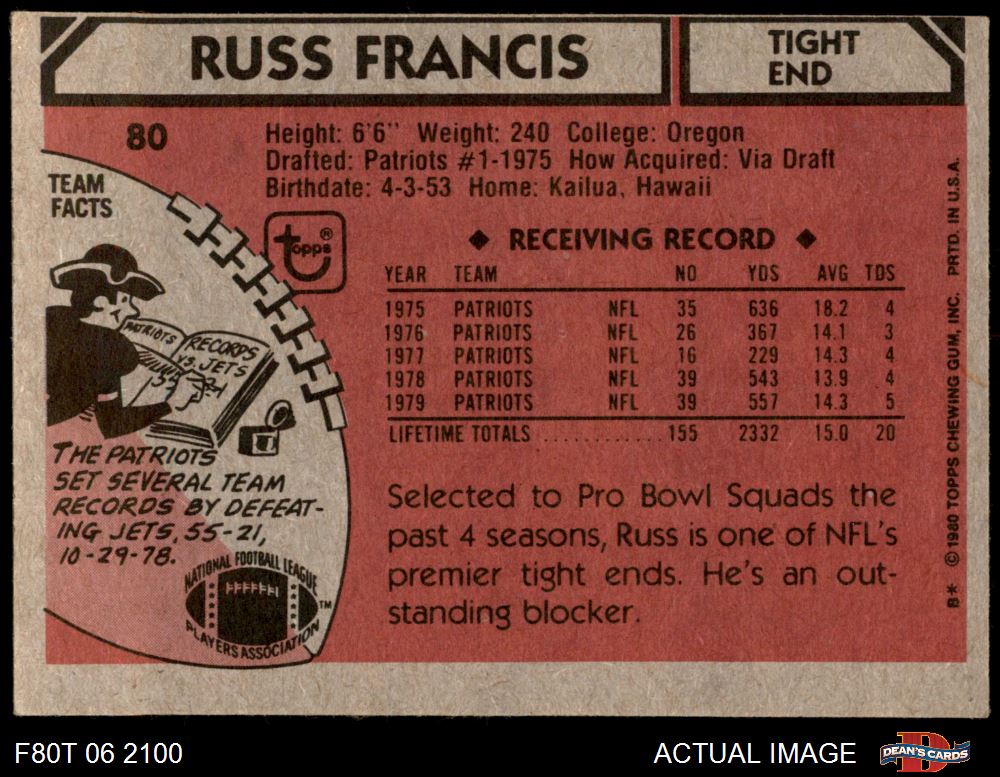 RUSS FRANCIS
TIGHT
END
80
Height: 6'6" Weight: 240 College: Oregon
Drafted: Patriots #1-1975 How Acquired: Via Draft
Birthdate: 4-3-53 Home: Kailua, Hawaii
TEAM
FACTS
topps®
◆ RECEIVING RECORD ◆
YEAR TEAM NO YDS AVG TDS
1975 PATRIOTS NFL 35 636 18.2 4
1976 PATRIOTS NFL 26 367 14.1 3
1977 PATRIOTS NFL 16 229 14.3 4
1978 PATRIOTS NFL 39 543 13.9 4
1979 PATRIOTS NFL 39 557 14.3 5
LIFETIME TOTALS ............ 155 2332 15.0 20
PATRIOTS
RECORDS
VS. JETS
55-21
THE PATRIOTS
SET SEVERAL TEAM
RECORDS BY DEFEAT-
ING JETS, 55-21,
10-29-78.
NATIONAL FOOTBALL LEAGUE
PLAYERS ASSOCIATION
™
Selected to Pro Bowl Squads the
past 4 seasons, Russ is one of NFL's
premier tight ends. He's an out-
standing blocker.
B* © 1980 TOPPS CHEWING GUM, INC. PRTD. IN U.S.A.
F80T 06 2100
ACTUAL IMAGE
DEAN'S CARDS